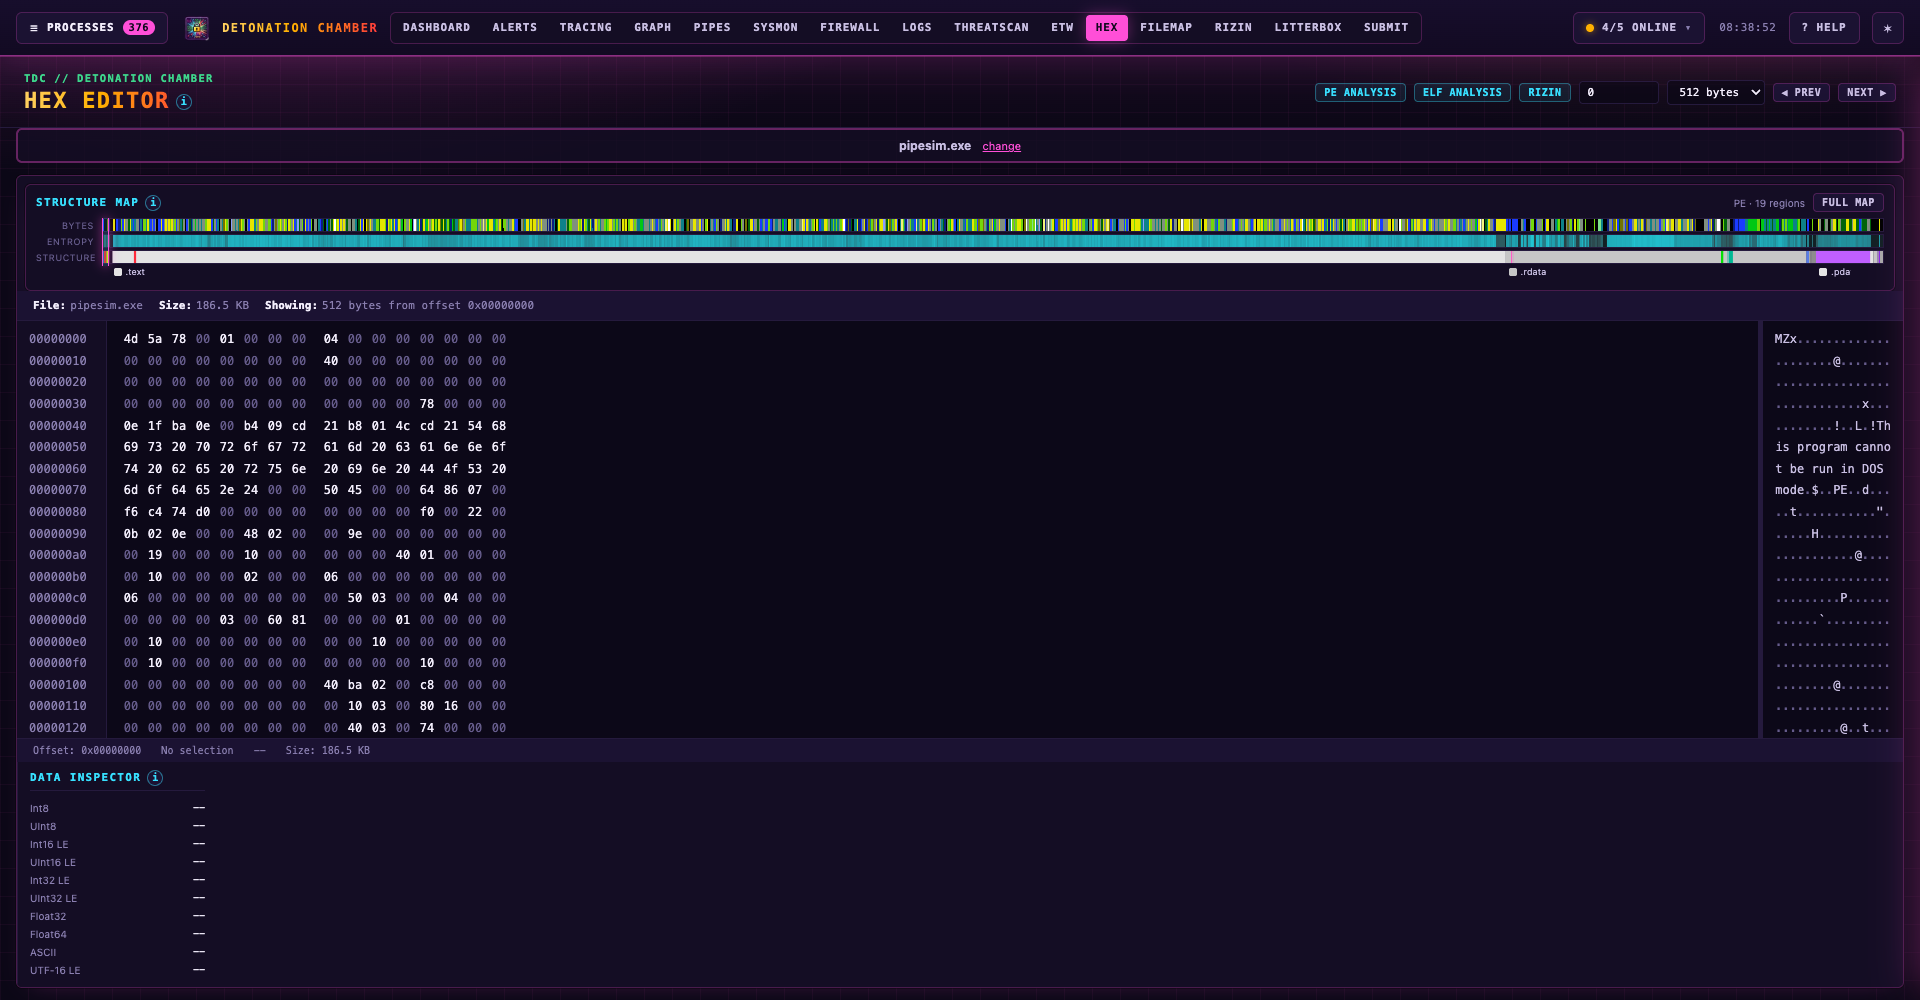 ≡ PROCESSES 376 DETONATION CHAMBER DASHBOARD ALERTS TRACING GRAPH PIPES SYSMON FIREWALL LOGS THREATSCAN ETW HEX FILEMAP RIZIN LITTERBOX SUBMIT 4/5 ONLINE ▾ 08:38:52 ? HELP ✶
TDC // DETONATION CHAMBER
HEX EDITOR i PE ANALYSIS ELF ANALYSIS RIZIN 0 512 bytes ◀ PREV NEXT ▶
pipesim.exe change
STRUCTURE MAP i PE · 19 regions FULL MAP
BYTES
ENTROPY
STRUCTURE
.text .rdata .pda
File: pipesim.exe Size: 186.5 KB Showing: 512 bytes from offset 0x00000000
00000000 4d 5a 78 00 01 00 00 00 04 00 00 00 00 00 00 00 MZx.............
00000010 00 00 00 00 00 00 00 00 40 00 00 00 00 00 00 00 ........@.......
00000020 00 00 00 00 00 00 00 00 00 00 00 00 00 00 00 00 ................
00000030 00 00 00 00 00 00 00 00 00 00 00 00 78 00 00 00 ............x...
00000040 0e 1f ba 0e 00 b4 09 cd 21 b8 01 4c cd 21 54 68 ........!..L.!Th
00000050 69 73 20 70 72 6f 67 72 61 6d 20 63 61 6e 6e 6f is program canno
00000060 74 20 62 65 20 72 75 6e 20 69 6e 20 44 4f 53 20 t be run in DOS
00000070 6d 6f 64 65 2e 24 00 00 50 45 00 00 64 86 07 00 mode.$..PE..d...
00000080 f6 c4 74 d0 00 00 00 00 00 00 00 00 f0 00 22 00 ..t...........".
00000090 0b 02 0e 00 00 48 02 00 00 9e 00 00 00 00 00 00 .....H..........
000000a0 00 19 00 00 00 10 00 00 00 00 00 40 01 00 00 00 ...........@....
000000b0 00 10 00 00 00 02 00 00 06 00 00 00 00 00 00 00 ................
000000c0 06 00 00 00 00 00 00 00 00 50 03 00 00 04 00 00 .........P......
000000d0 00 00 00 00 03 00 60 81 00 00 00 01 00 00 00 00 ......`.........
000000e0 00 10 00 00 00 00 00 00 00 00 10 00 00 00 00 00 ................
000000f0 00 10 00 00 00 00 00 00 00 00 00 00 10 00 00 00 ................
00000100 00 00 00 00 00 00 00 00 40 ba 02 00 c8 00 00 00 ........@.......
00000110 00 00 00 00 00 00 00 00 00 10 03 00 80 16 00 00 ................
00000120 00 00 00 00 00 00 00 00 00 40 03 00 74 00 00 00 .........@..t...
Offset: 0x00000000 No selection —— Size: 186.5 KB
DATA INSPECTOR i
Int8 ——
UInt8 ——
Int16 LE ——
UInt16 LE ——
Int32 LE ——
UInt32 LE ——
Float32 ——
Float64 ——
ASCII ——
UTF-16 LE ——